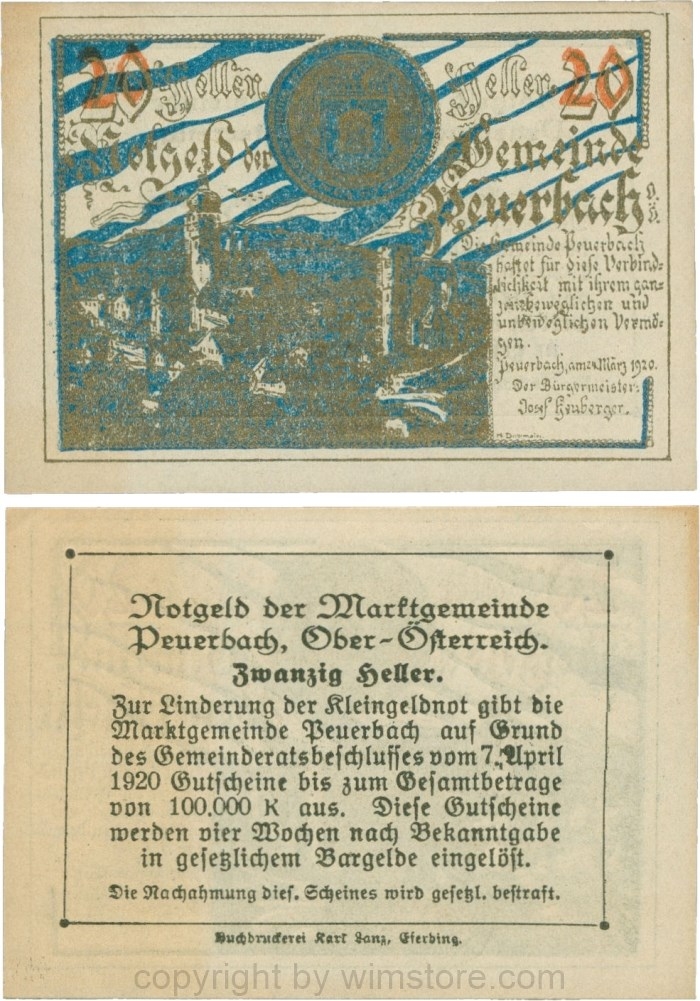 20 Heller. Heller. 20
Notgeld der Gemeinde
Peuerbach O.Ö.
Die Gemeinde Peuerbach
haftet für diese Verbind-
lichkeit mit ihrem gan-
zen beweglichen und
unbeweglichen Vermö-
gen.
Peuerbach, am 24. März 1920.
Der Bürgermeister:
Josef Heuberger.
Notgeld der Marktgemeinde
Peuerbach, Ober-Österreich.
Zwanzig Heller.
Zur Linderung der Kleingeldnot gibt die
Marktgemeinde Peuerbach auf Grund
des Gemeinderatsbeschlusses vom 7. April
1920 Gutscheine bis zum Gesamtbetrage
von 100.000 K aus. Diese Gutscheine
werden vier Wochen nach Bekanntgabe
in gesetzlichem Bargelde eingelöst.
Die Nachahmung dies. Scheines wird gesetzl. bestraft.
Buchdruckerei Karl Lanz, Eferding.
copyright by wimstore.com